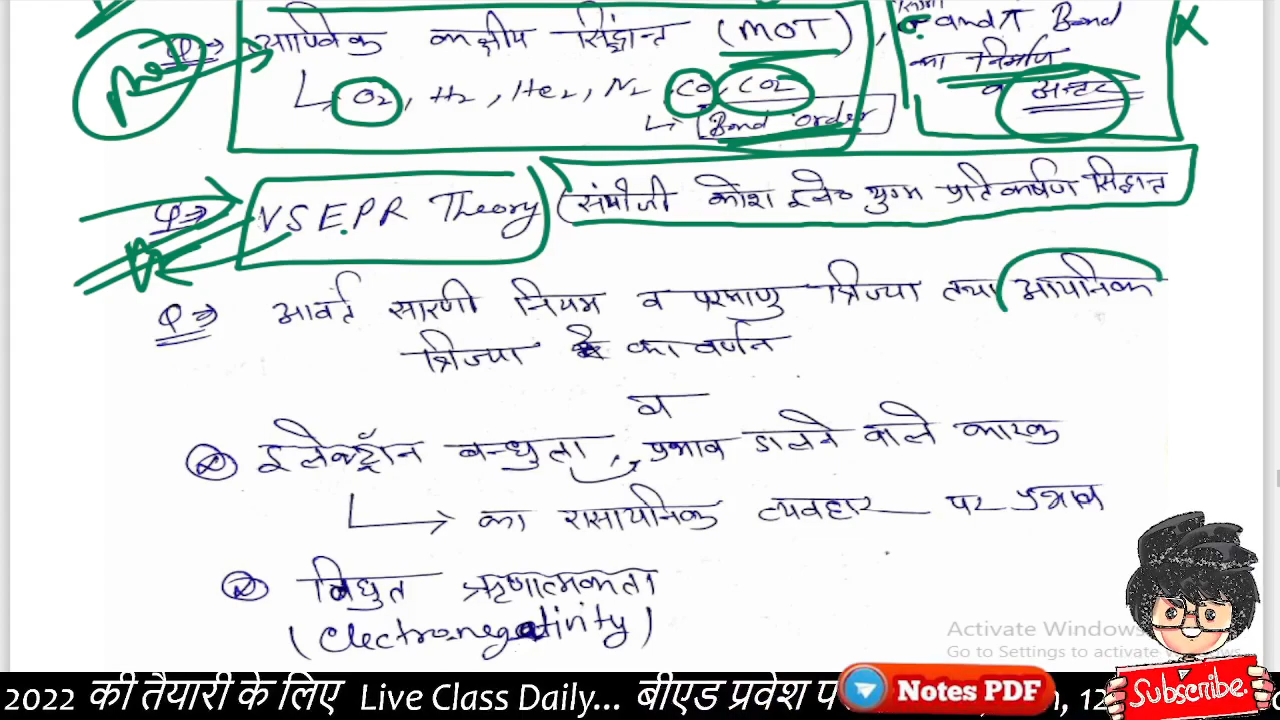 सिग्मा
Q⇒ आण्विक कक्षीय सिद्धान्त (MOT), σ and π Bond
का निर्माण
O2, H2, He2, N2 CO, CO2 व अन्तर
Bond order
Q⇒ VSEPR Theory (संयोजी कोश इले० युग्म प्रतिकर्षण सिद्धान्त
Q⇒ आवर्त सारणी नियम व परमाणु त्रिज्या तथा आयनिक
त्रिज्या का वर्णन
व
Q इलेक्ट्रॉन बन्धुता, प्रभाव डालने वाले कारक
का रासायनिक व्यवहार पर प्रभाव
Q विधुत ऋणात्मकता
(electronegativity)
Activate Windows
Go to Settings to activate Windows.
2022 की तैयारी के लिए Live Class Daily... बीएड प्रवेश प
Notes PDF
Subscribe.